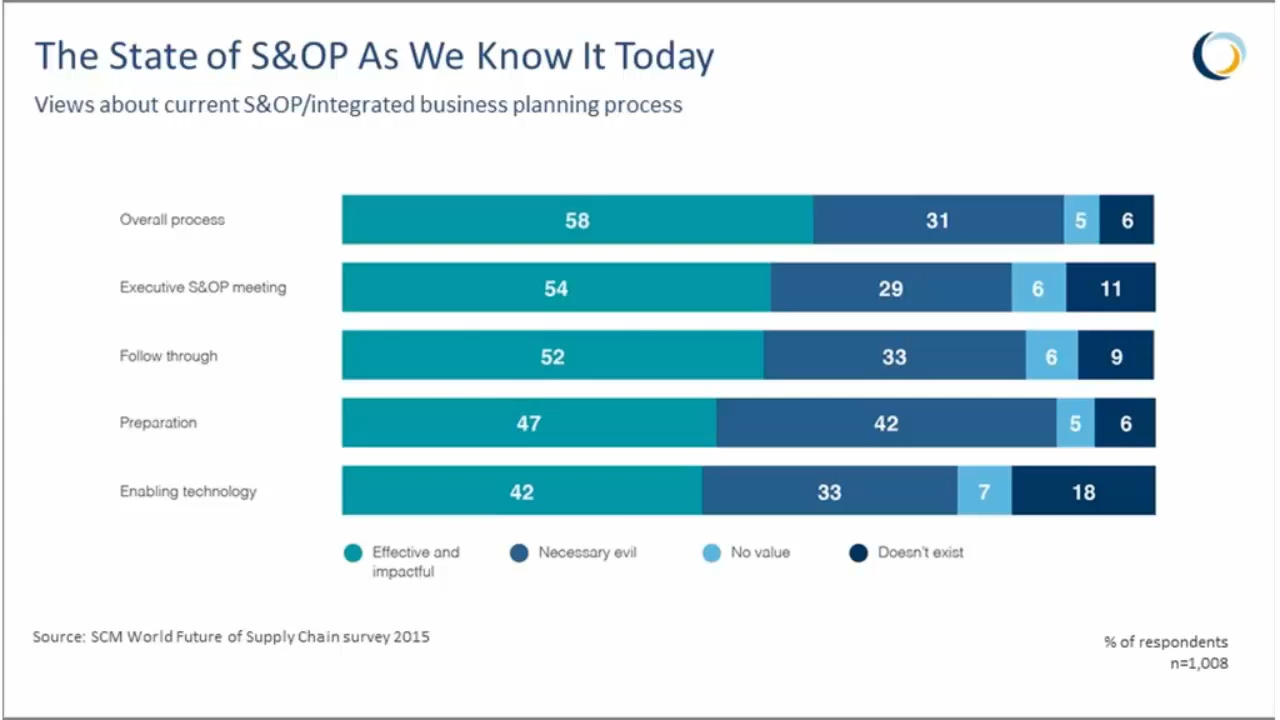 The State of S&OP As We Know It Today
Views about current S&OP/integrated business planning process
Overall process 58 31 5 6
Executive S&OP meeting 54 29 6 11
Follow through 52 33 6 9
Preparation 47 42 5 6
Enabling technology 42 33 7 18
Effective and impactful
Necessary evil
No value
Doesn't exist
Source: SCM World Future of Supply Chain survey 2015
% of respondents
n=1,008